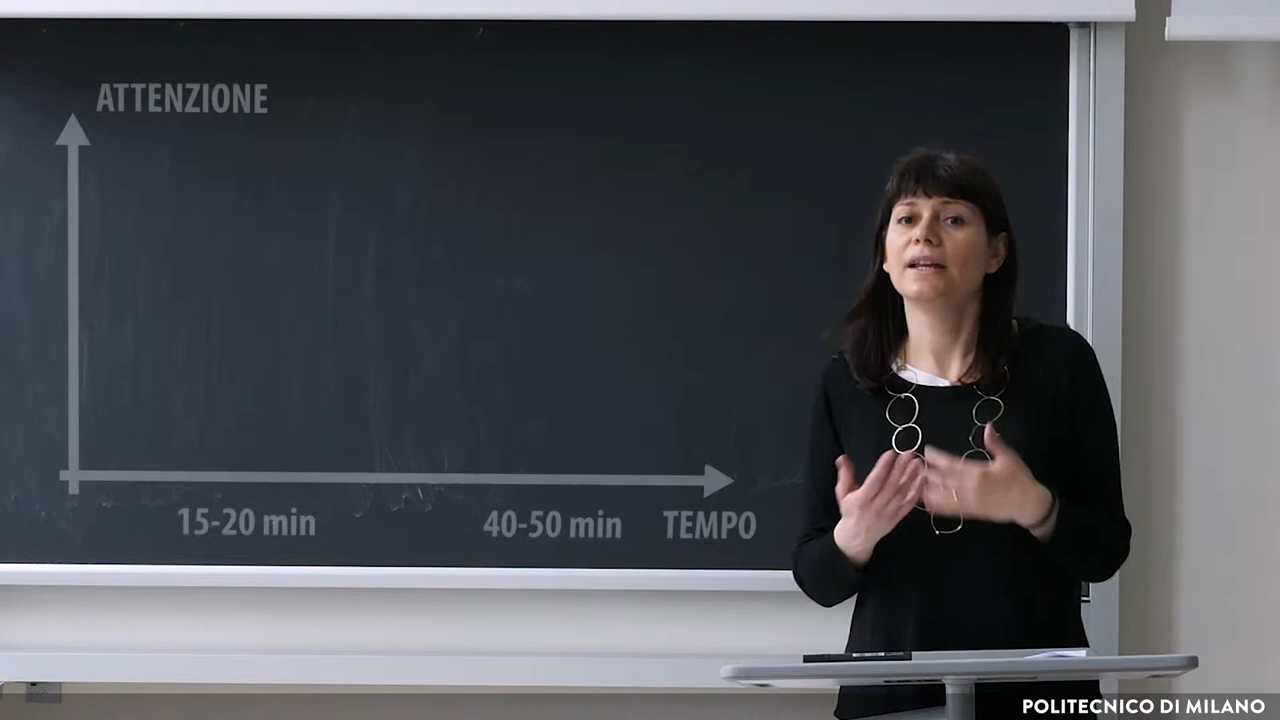 ATTENZIONE
15-20 min
40-50 min
TEMPO
POLITECNICO DI MILANO